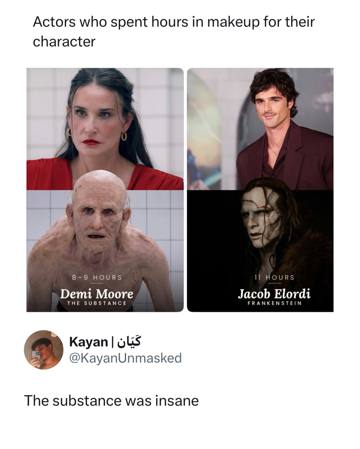 Actors who spent hours in makeup for their
character
8-9 HOURS
Demi Moore
THE SUBSTANCE
11 HOURS
Jacob Elordi
FRANKENSTEIN
Kayan | كَيَان
@KayanUnmasked
The substance was insane